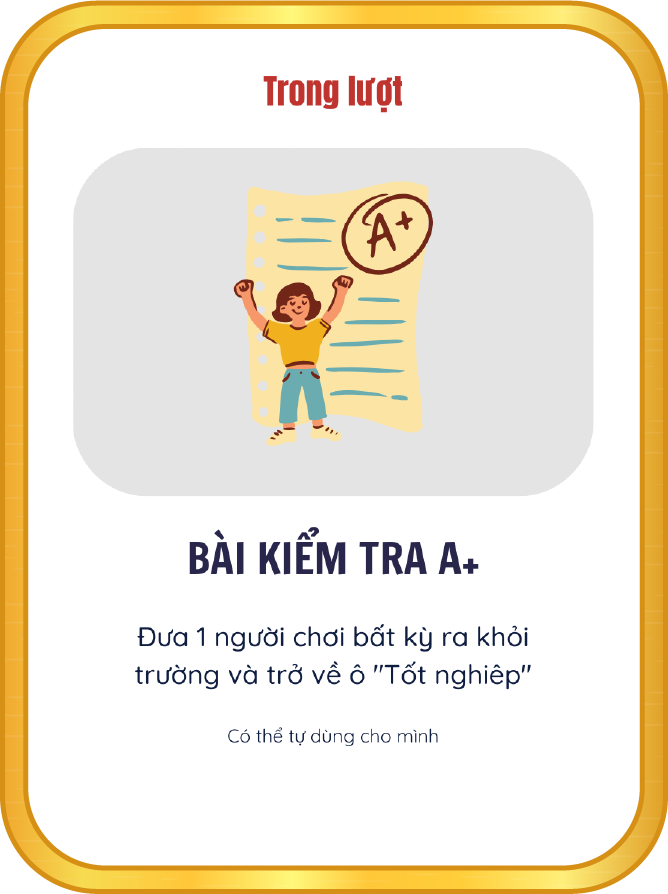 Trong lượt
A+
BÀI KIỂM TRA A+
Đưa 1 người chơi bất kỳ ra khỏi
trường và trở về ô "Tốt nghiêp"
Có thể tự dùng cho mình